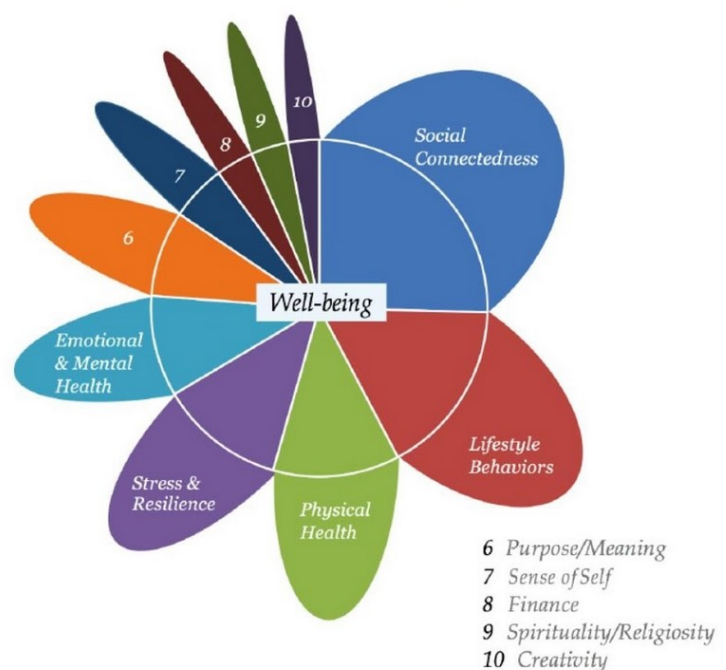 10
9
8
7
6
Social
Connectedness
Well-being
Emotional
& Mental
Health
Lifestyle
Behaviors
Stress &
Resilience
Physical
Health
6 Purpose/Meaning
7 Sense of Self
8 Finance
9 Spirituality/Religiosity
10 Creativity